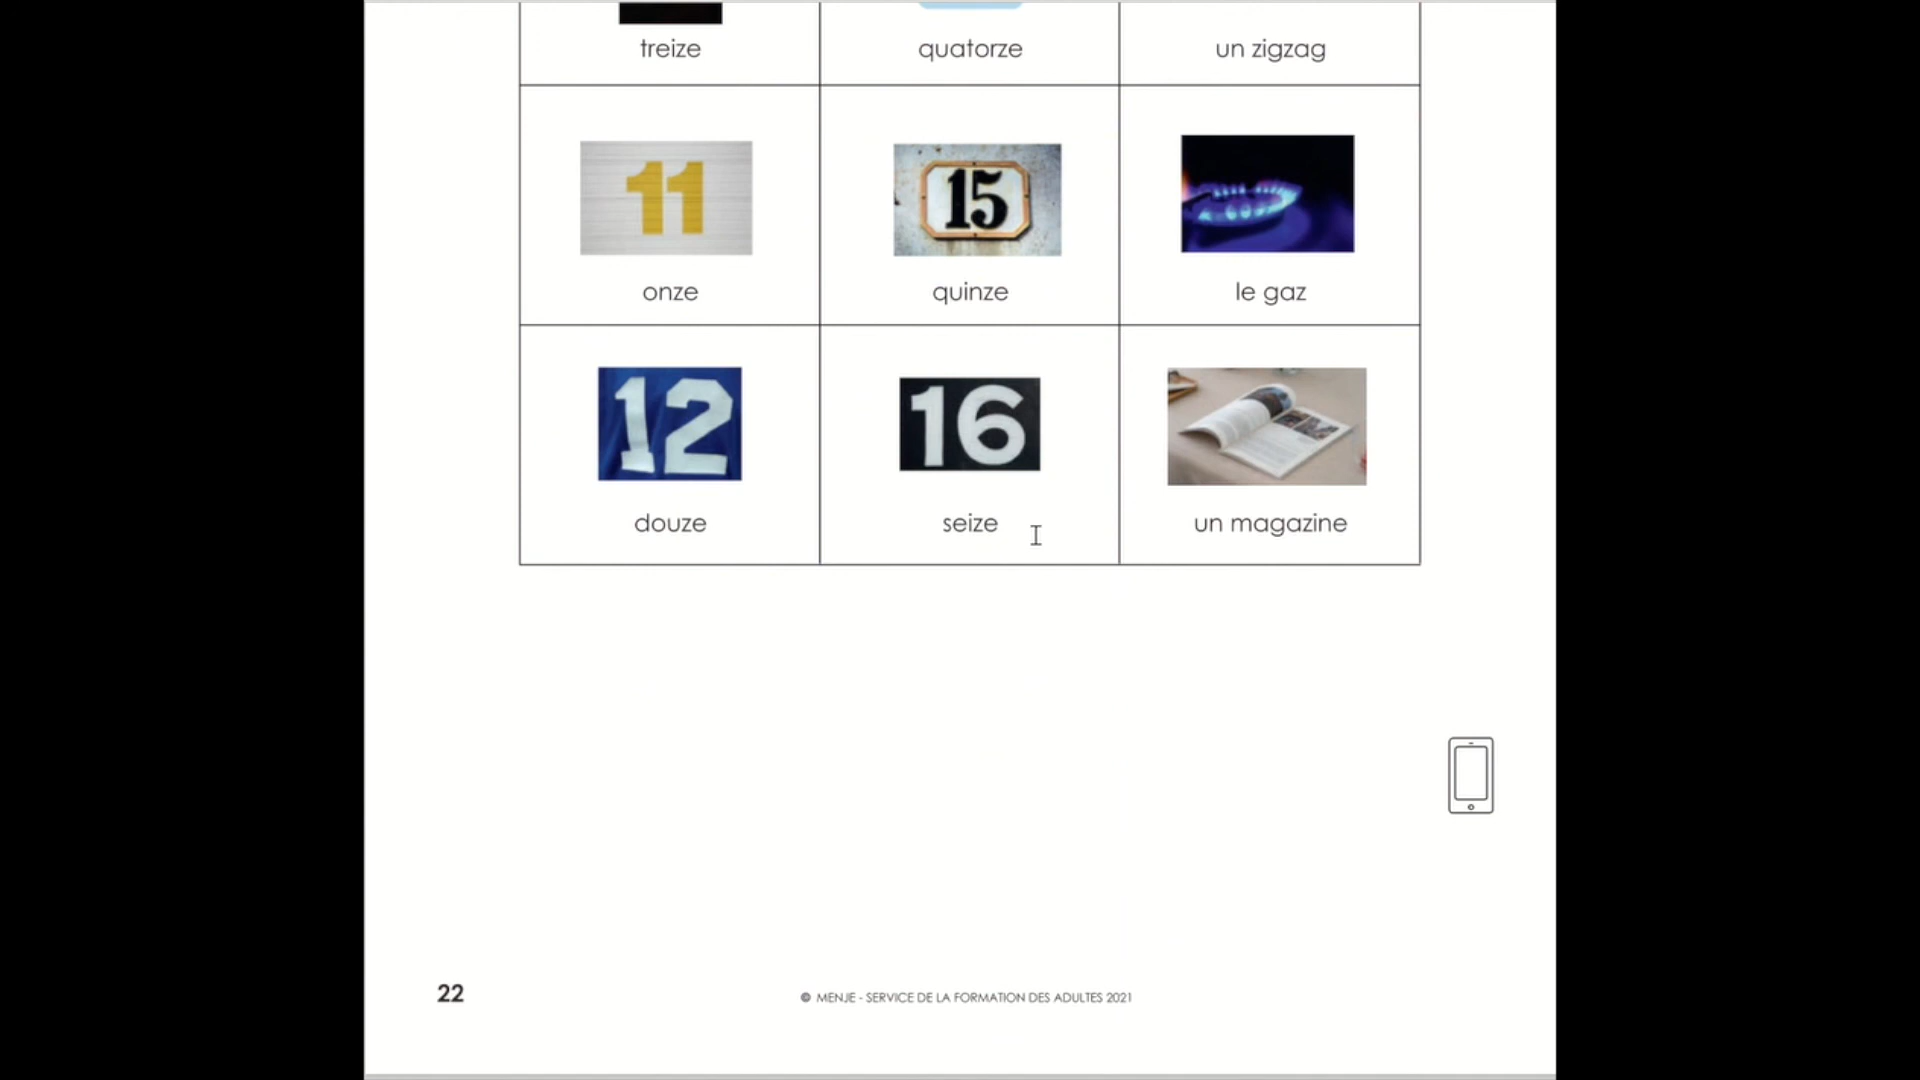 treize quatorze un zigzag
11 15
onze quinze le gaz
12 16
douze seize un magazine
22 © MENJE - SERVICE DE LA FORMATION DES ADULTES 2021